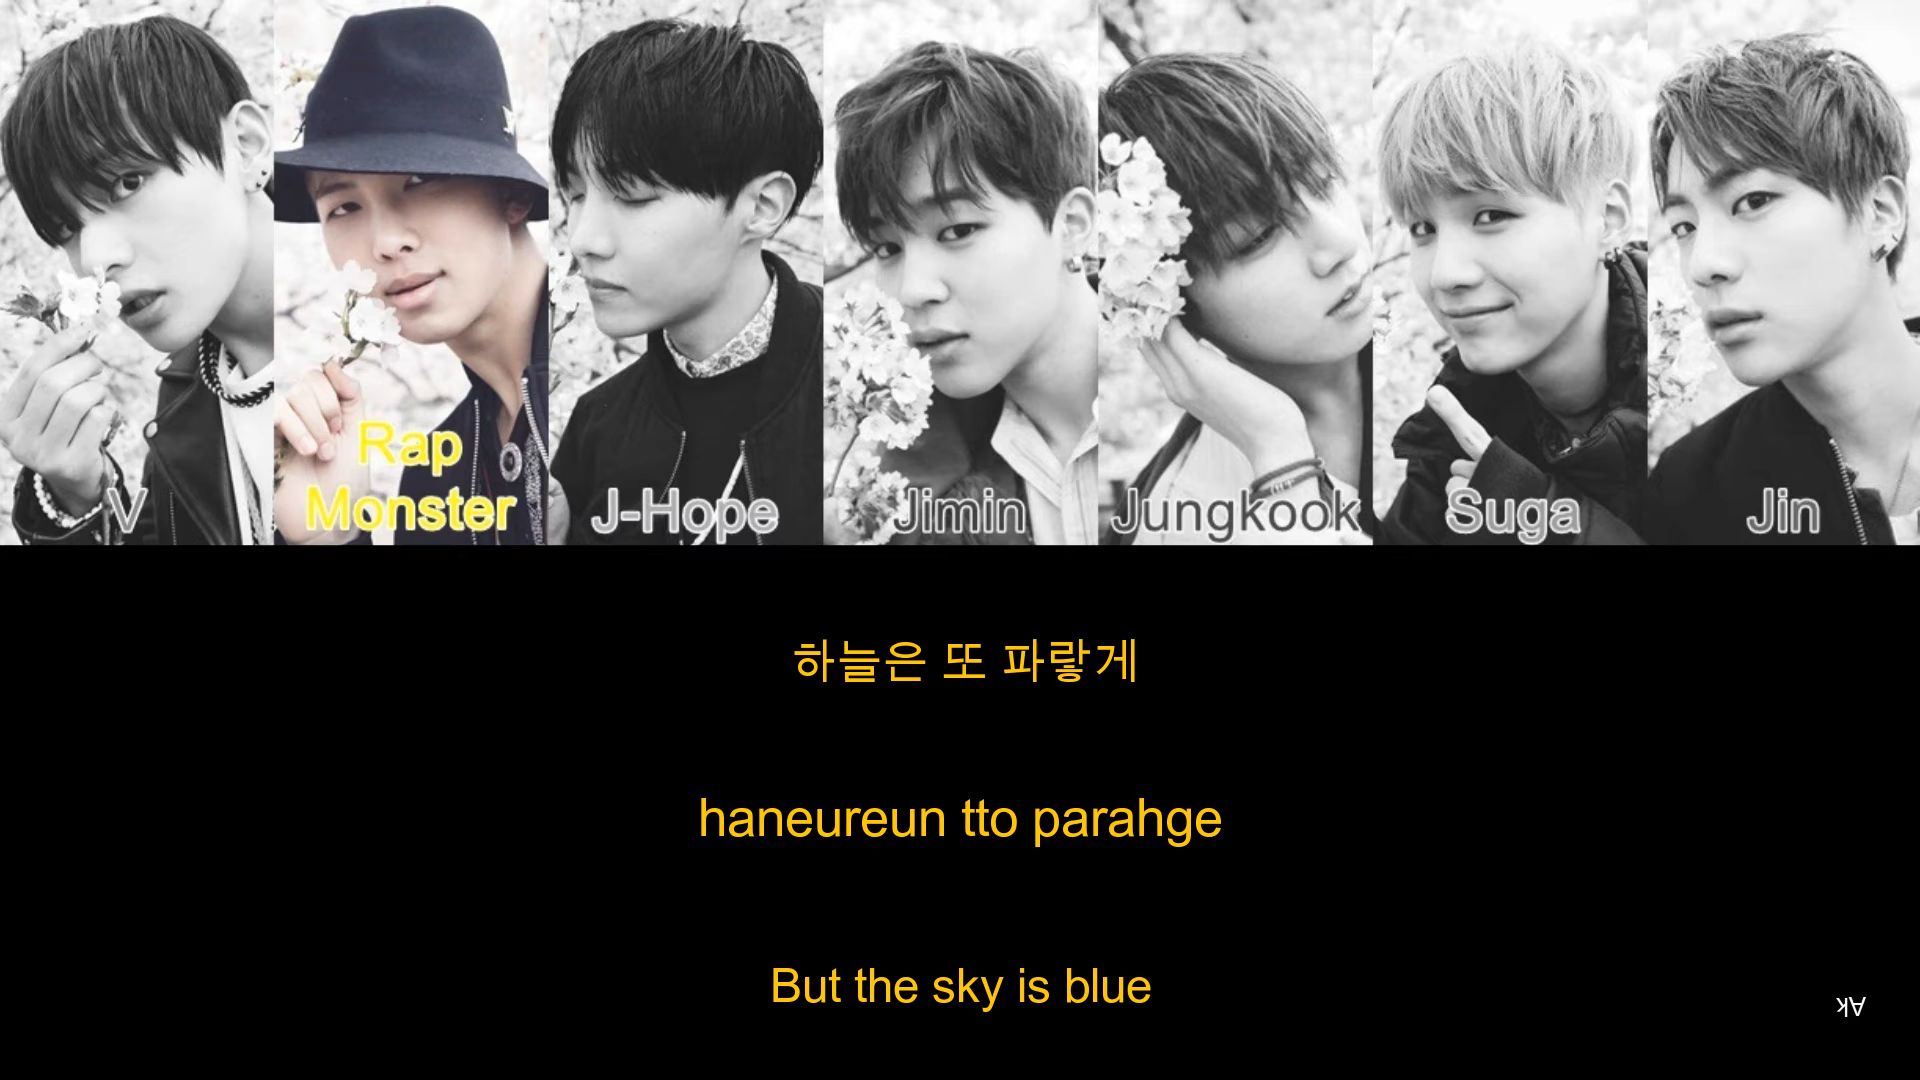 V
Rap
Monster
J-Hope
Jimin
Jungkook
Suga
Jin
하늘은 또 파랗게
haneureun tto parahge
But the sky is blue
Ak